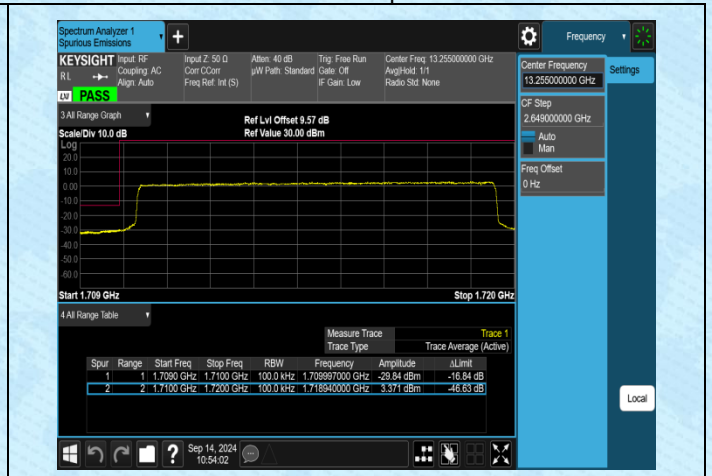 Spectrum Analyzer 1
Spurious Emissions
+
Frequency
KEYSIGHT
RL
Input: RF
Coupling: AC
Align: Auto
Input Z: 50 Ω
Corr CCorr
Freq Ref: Int (S)
Atten: 40 dB
µW Path: Standard
Trig: Free Run
Gate: Off
IF Gain: Low
Center Freq: 13.255000000 GHz
Avg|Hold: 1/1
Radio Std: None
LXI PASS
Center Frequency
13.255000000 GHz
Settings
CF Step
2.649000000 GHz
Auto
Man
Freq Offset
0 Hz
3 All Range Graph
Scale/Div 10.0 dB
Ref Lvl Offset 9.57 dB
Ref Value 30.00 dBm
Log
20.0
10.0
0.00
-10.0
-20.0
-30.0
-40.0
-50.0
-60.0
Start 1.709 GHz
Stop 1.720 GHz
4 All Range Table
Measure Trace Trace 1
Trace Type Trace Average (Active)
Spur Range Start Freq Stop Freq RBW Frequency Amplitude ΔLimit
1 1 1.7090 GHz 1.7100 GHz 100.0 kHz 1.709997000 GHz -29.84 dBm -16.84 dB
2 2 1.7100 GHz 1.7200 GHz 100.0 kHz 1.718940000 GHz 3.371 dBm -46.63 dB
Local
?
Sep 14, 2024
10:54:02